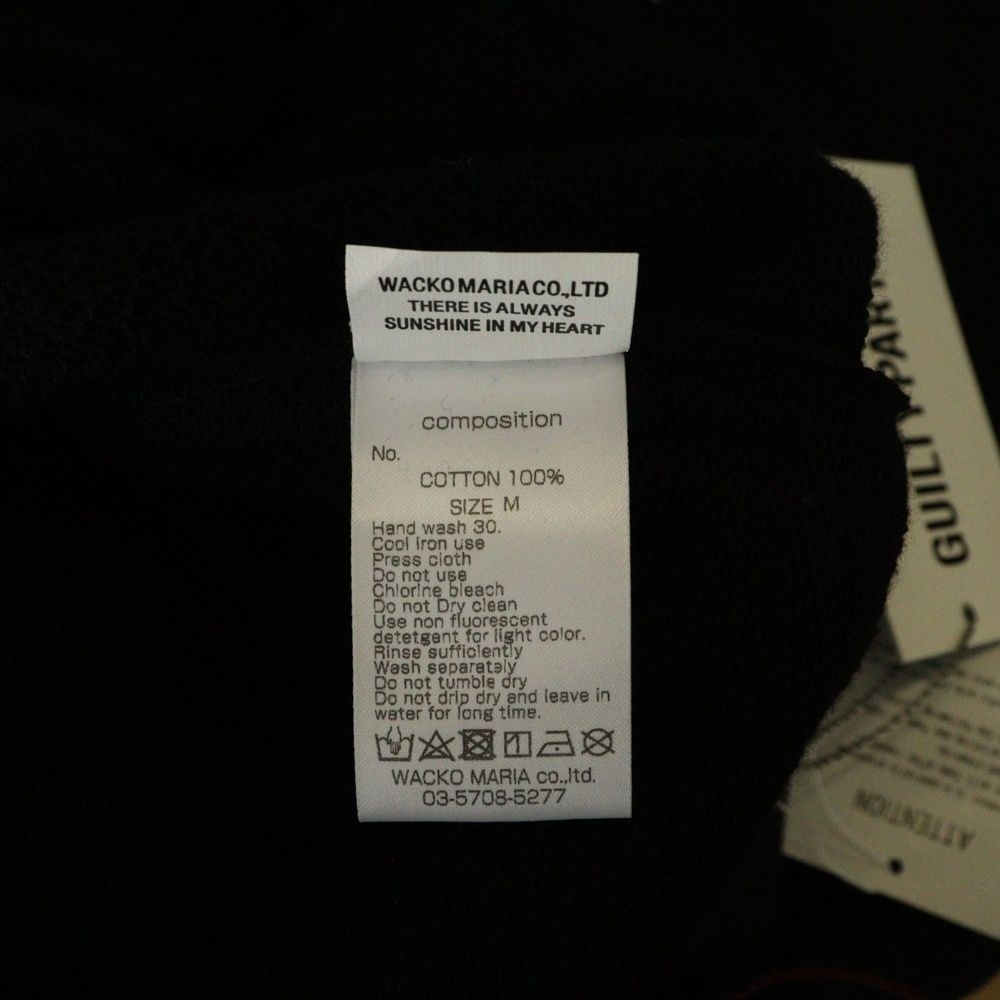 WACKO MARIA CO.,LTD
THERE IS ALWAYS
SUNSHINE IN MY HEART
composition
No.
COTTON 100%
SIZE M
Hand wash 30.
Cool iron use
Press cloth
Do not use
Chlorine bleach
Do not Dry clean
Use non fluorescent
detetgent for light color.
Rinse sufficiently
Wash separately
Do not tumble dry
Do not drip dry and leave in
water for long time.
WACKO MARIA co.,ltd.
03-5708-5277
GUILTY PAR
ATTENTION